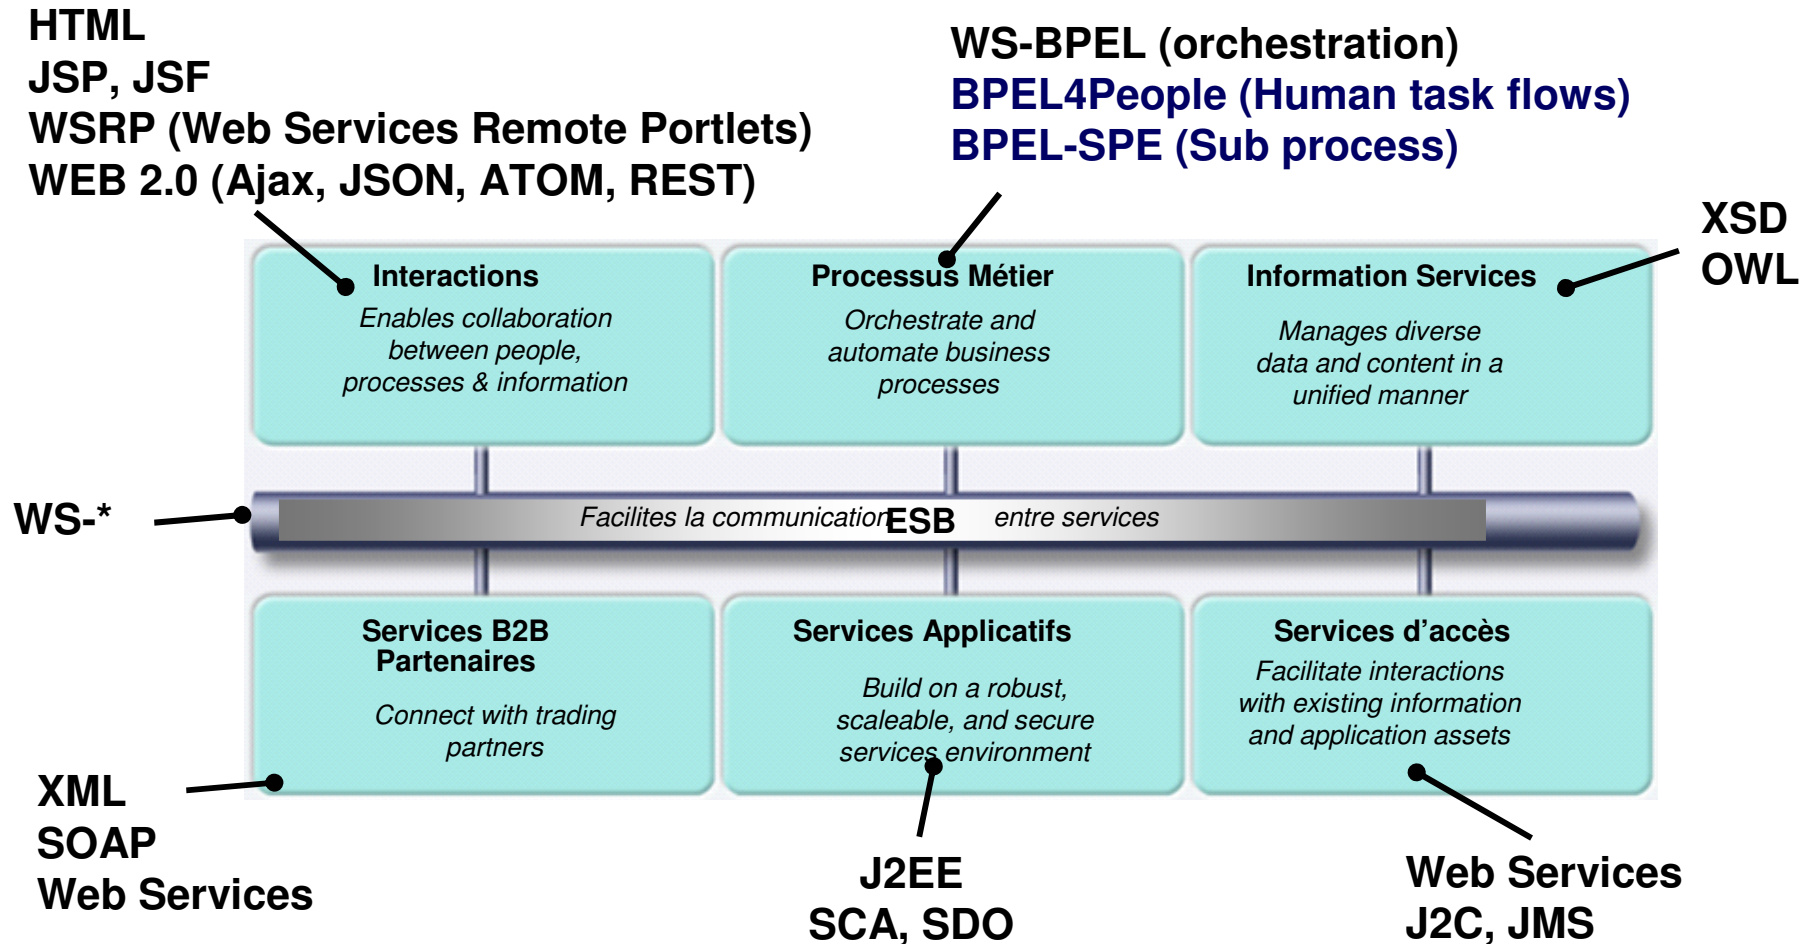 HTML
JSP, JSF
WSRP (Web Services Remote Portlets)
WEB 2.0 (Ajax, JSON, ATOM, REST)
WS-BPEL (orchestration)
BPEL4People (Human task flows)
BPEL-SPE (Sub process)
XSD
OWL
Interactions
Enables collaboration
between people,
processes & information
Processus Métier
Orchestrate and
automate business
processes
Information Services
Manages diverse
data and content in a
unified manner
WS-*
Facilites la communication ESB entre services
Services B2B
Partenaires
Connect with trading
partners
Services Applicatifs
Build on a robust,
scaleable, and secure
services environment
Services d’accès
Facilitate interactions
with existing information
and application assets
XML
SOAP
Web Services
J2EE
SCA, SDO
Web Services
J2C, JMS